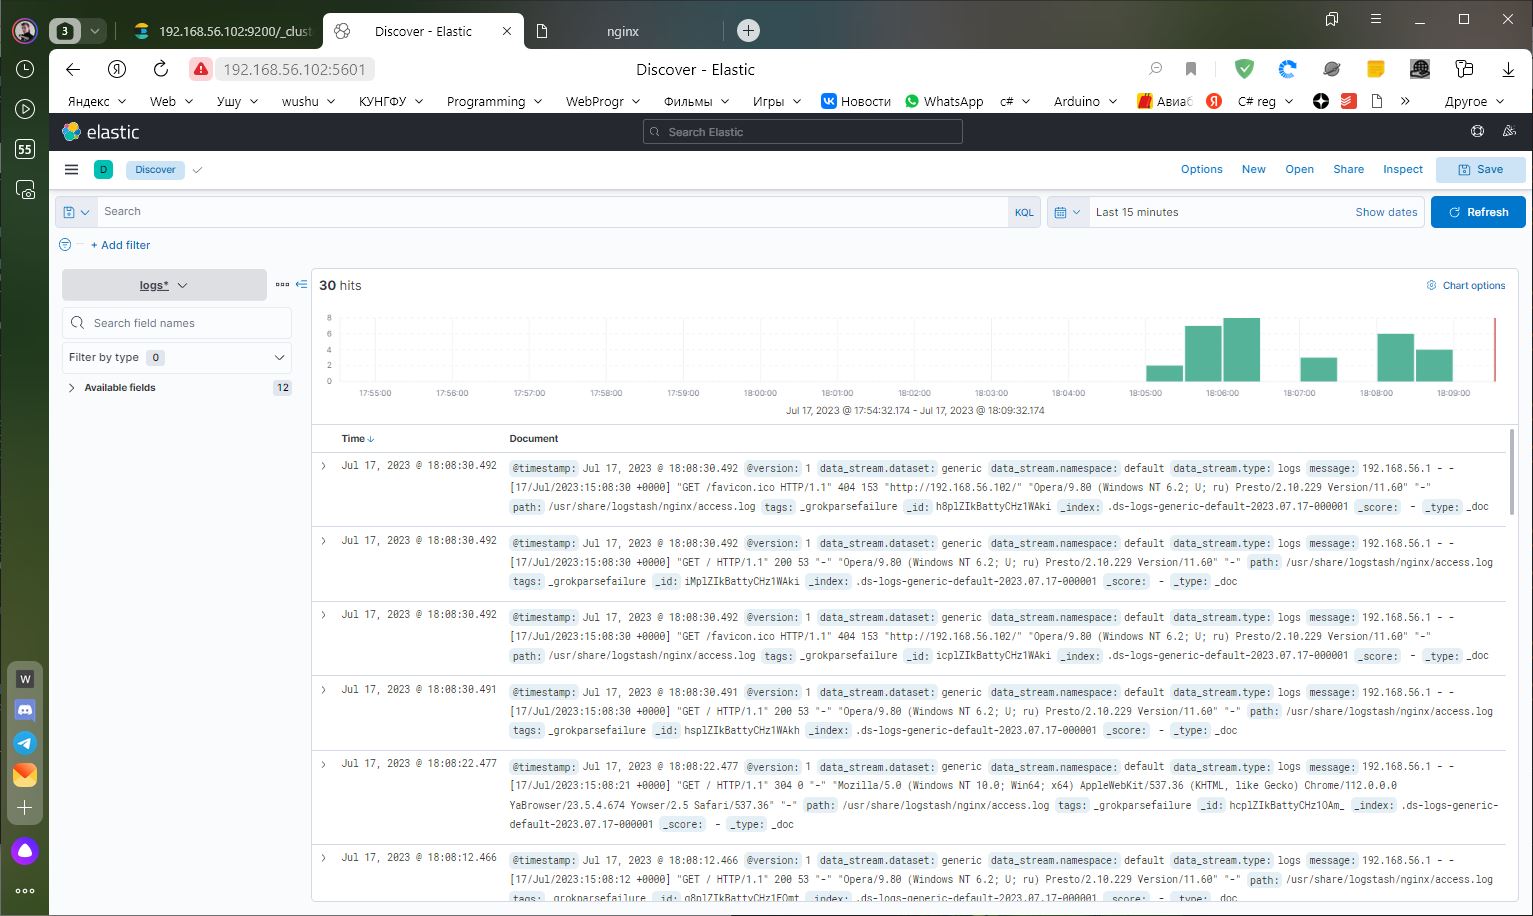 3
192.168.56.102:9200/_clust
Discover - Elastic
nginx
192.168.56.102:5601
Discover - Elastic
Яндекс Web Ушу wushu КУНГФУ Programming WebProgr Фильмы Игры Новости WhatsApp c# Arduino Авиаб C# reg » Другое
55
elastic
Search Elastic
D Discover
Options New Open Share Inspect Save
Search
KQL
Last 15 minutes
Show dates
Refresh
+ Add filter
logs*
Search field names
Filter by type 0
Available fields 12
30 hits
Chart options
8
6
4
2
0
17:55:00 17:56:00 17:57:00 17:58:00 17:59:00 18:00:00 18:01:00 18:02:00 18:03:00 18:04:00 18:05:00 18:06:00 18:07:00 18:08:00 18:09:00
Jul 17, 2023 @ 17:54:32.174 - Jul 17, 2023 @ 18:09:32.174
Time Document
Jul 17, 2023 @ 18:08:30.492 @timestamp: Jul 17, 2023 @ 18:08:30.492 @version: 1 data_stream.dataset: generic data_stream.namespace: default data_stream.type: logs message: 192.168.56.1 - -
[17/Jul/2023:15:08:30 +0000] "GET /favicon.ico HTTP/1.1" 404 153 "http://192.168.56.102/" "Opera/9.80 (Windows NT 6.2; U; ru) Presto/2.10.229 Version/11.60" "-"
path: /usr/share/logstash/nginx/access.log tags: _grokparsefailure _id: h8plZIkBattyCHz1WAki _index: .ds-logs-generic-default-2023.07.17-000001 _score: - _type: _doc
Jul 17, 2023 @ 18:08:30.492 @timestamp: Jul 17, 2023 @ 18:08:30.492 @version: 1 data_stream.dataset: generic data_stream.namespace: default data_stream.type: logs message: 192.168.56.1 - -
[17/Jul/2023:15:08:30 +0000] "GET / HTTP/1.1" 200 53 "-" "Opera/9.80 (Windows NT 6.2; U; ru) Presto/2.10.229 Version/11.60" "-" path: /usr/share/logstash/nginx/access.log
tags: _grokparsefailure _id: iMplZIkBattyCHz1WAki _index: .ds-logs-generic-default-2023.07.17-000001 _score: - _type: _doc
Jul 17, 2023 @ 18:08:30.492 @timestamp: Jul 17, 2023 @ 18:08:30.492 @version: 1 data_stream.dataset: generic data_stream.namespace: default data_stream.type: logs message: 192.168.56.1 - -
[17/Jul/2023:15:08:30 +0000] "GET /favicon.ico HTTP/1.1" 404 153 "http://192.168.56.102/" "Opera/9.80 (Windows NT 6.2; U; ru) Presto/2.10.229 Version/11.60" "-"
path: /usr/share/logstash/nginx/access.log tags: _grokparsefailure _id: icplZIkBattyCHz1WAki _index: .ds-logs-generic-default-2023.07.17-000001 _score: - _type: _doc
Jul 17, 2023 @ 18:08:30.491 @timestamp: Jul 17, 2023 @ 18:08:30.491 @version: 1 data_stream.dataset: generic data_stream.namespace: default data_stream.type: logs message: 192.168.56.1 - -
[17/Jul/2023:15:08:30 +0000] "GET / HTTP/1.1" 200 53 "-" "Opera/9.80 (Windows NT 6.2; U; ru) Presto/2.10.229 Version/11.60" "-" path: /usr/share/logstash/nginx/access.log
tags: _grokparsefailure _id: hsplZIkBattyCHz1WAkh _index: .ds-logs-generic-default-2023.07.17-000001 _score: - _type: _doc
Jul 17, 2023 @ 18:08:22.477 @timestamp: Jul 17, 2023 @ 18:08:22.477 @version: 1 data_stream.dataset: generic data_stream.namespace: default data_stream.type: logs message: 192.168.56.1 - -
[17/Jul/2023:15:08:21 +0000] "GET / HTTP/1.1" 304 0 "-" "Mozilla/5.0 (Windows NT 10.0; Win64; x64) AppleWebKit/537.36 (KHTML, like Gecko) Chrome/112.0.0.0
YaBrowser/23.5.4.674 Yowser/2.5 Safari/537.36" "-" path: /usr/share/logstash/nginx/access.log tags: _grokparsefailure _id: hcplZIkBattyCHz1OAm_ _index: .ds-logs-generic-
default-2023.07.17-000001 _score: - _type: _doc
Jul 17, 2023 @ 18:08:12.466 @timestamp: Jul 17, 2023 @ 18:08:12.466 @version: 1 data_stream.dataset: generic data_stream.namespace: default data_stream.type: logs message: 192.168.56.1 - -
[17/Jul/2023:15:08:12 +0000] "GET / HTTP/1.1" 200 53 "-" "Opera/9.80 (Windows NT 6.2; U; ru) Presto/2.10.229 Version/11.60" "-" path: /usr/share/logstash/nginx/access.log
tags: _grokparsefailure _id: _index: .ds-logs-generic-default-2023.07.17-000001 _score: - _type: _doc
W